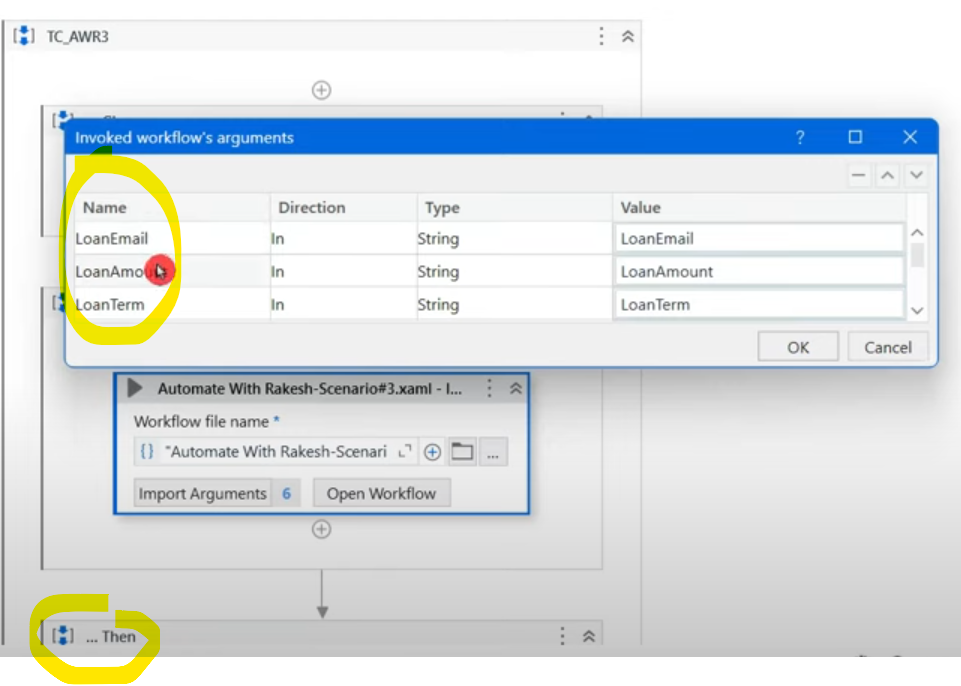 TC_AWR3
Invoked workflow's arguments
?
Name Direction Type Value
LoanEmail In String LoanEmail
In String LoanAmount
LoanTerm In String LoanTerm
OK Cancel
Automate With Rakesh-Scenario#3.xaml - I...
Workflow file name *
{} "Automate With Rakesh-Scenari ...
Import Arguments 6 Open Workflow
... Then